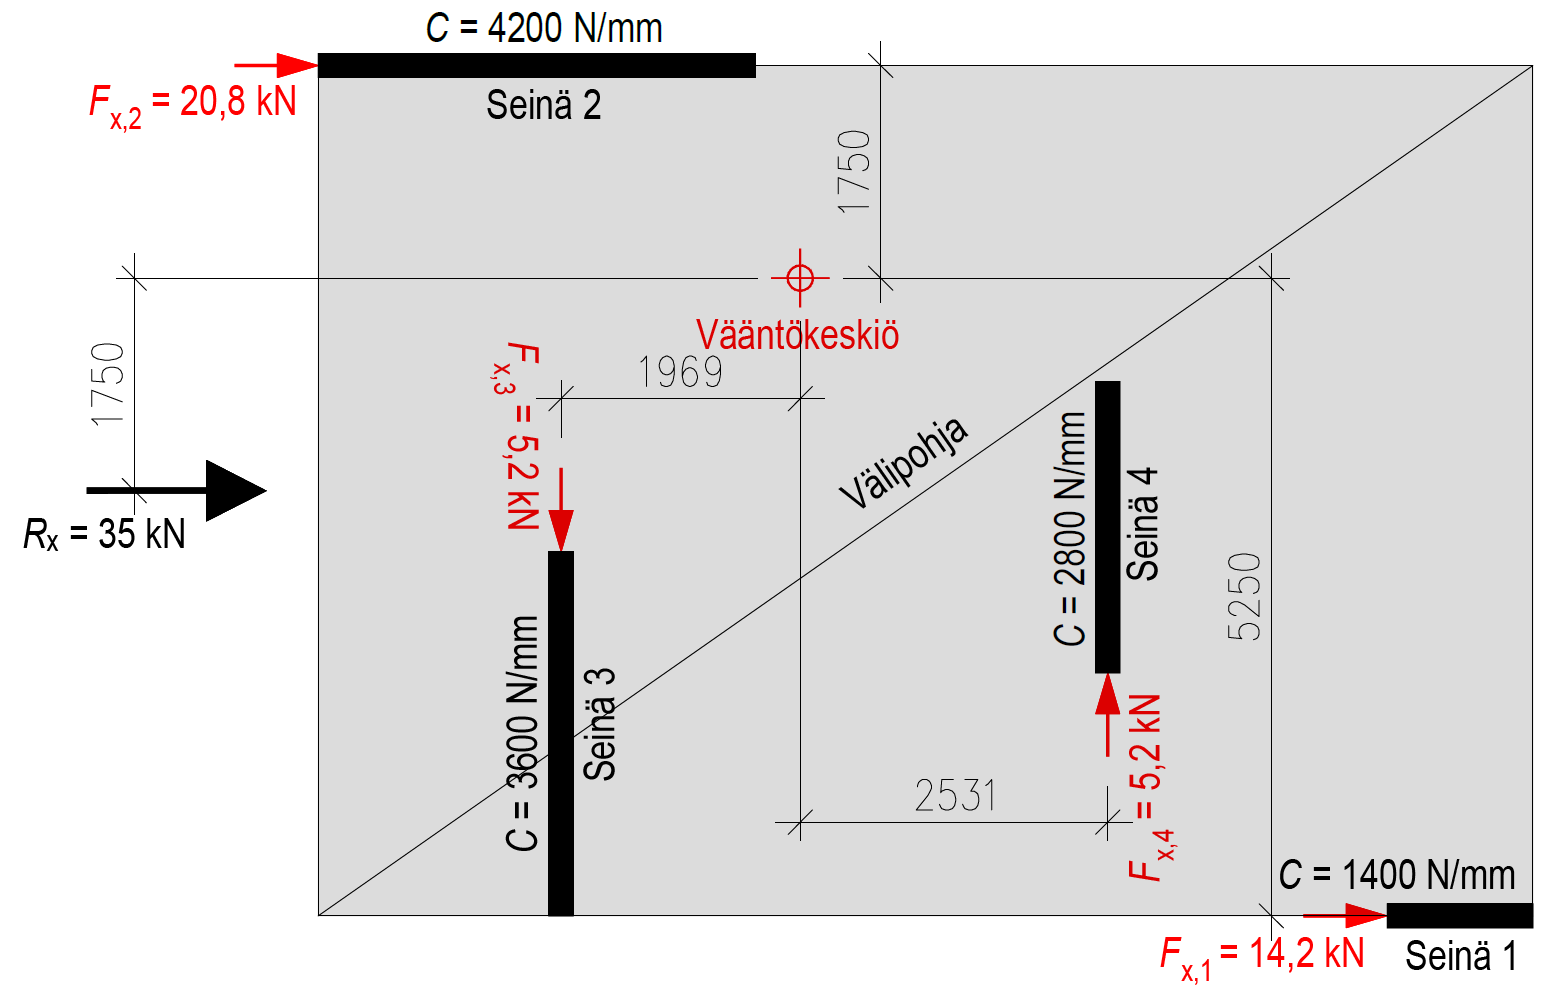 C = 4200 N/mm
Seinä 2
Fx,2 = 20,8 kN
1750
1750
Vääntökeskiö
1969
Fx,3 = 5,2 kN
Rx = 35 kN
Välipohja
C = 2800 N/mm
Seinä 4
5250
C = 3600 N/mm
Seinä 3
2531
Fx,4 = 5,2 kN
C = 1400 N/mm
Fx,1 = 14,2 kN
Seinä 1